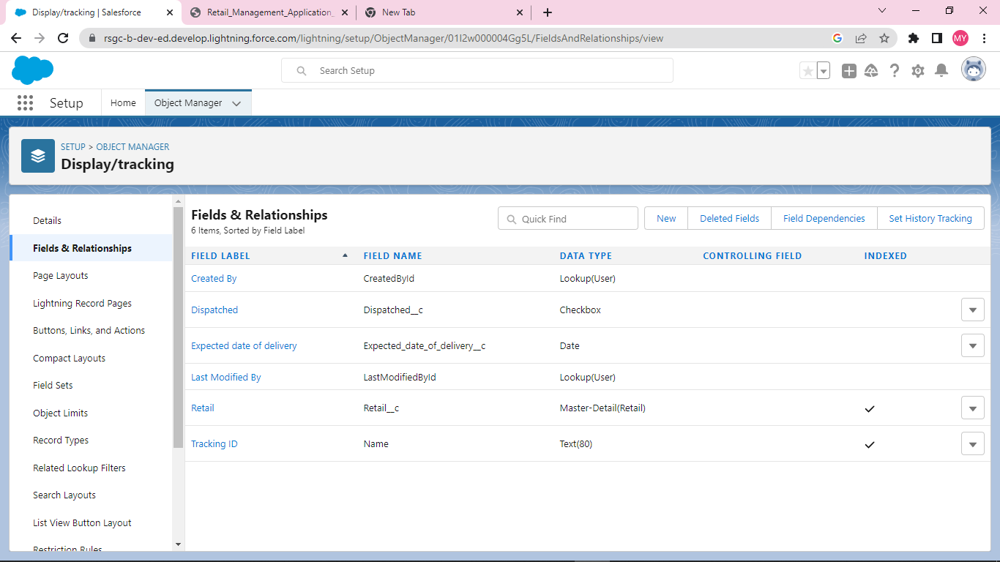 Display/tracking | Salesforce
Retail_Management_Application_
New Tab
rsgc-b-dev-ed.develop.lightning.force.com/lightning/setup/ObjectManager/01I2w000004Gg5L/FieldsAndRelationships/view
MY
Search Setup
Setup
Home
Object Manager
SETUP > OBJECT MANAGER
Display/tracking
Details
Fields & Relationships
Page Layouts
Lightning Record Pages
Buttons, Links, and Actions
Compact Layouts
Field Sets
Object Limits
Record Types
Related Lookup Filters
Search Layouts
List View Button Layout
Restriction Rules
Fields & Relationships
6 Items, Sorted by Field Label
Quick Find
New
Deleted Fields
Field Dependencies
Set History Tracking
FIELD LABEL FIELD NAME DATA TYPE CONTROLLING FIELD INDEXED
Created By CreatedById Lookup(User)
Dispatched Dispatched__c Checkbox
Expected date of delivery Expected_date_of_delivery__c Date
Last Modified By LastModifiedById Lookup(User)
Retail Retail__c Master-Detail(Retail)
Tracking ID Name Text(80)